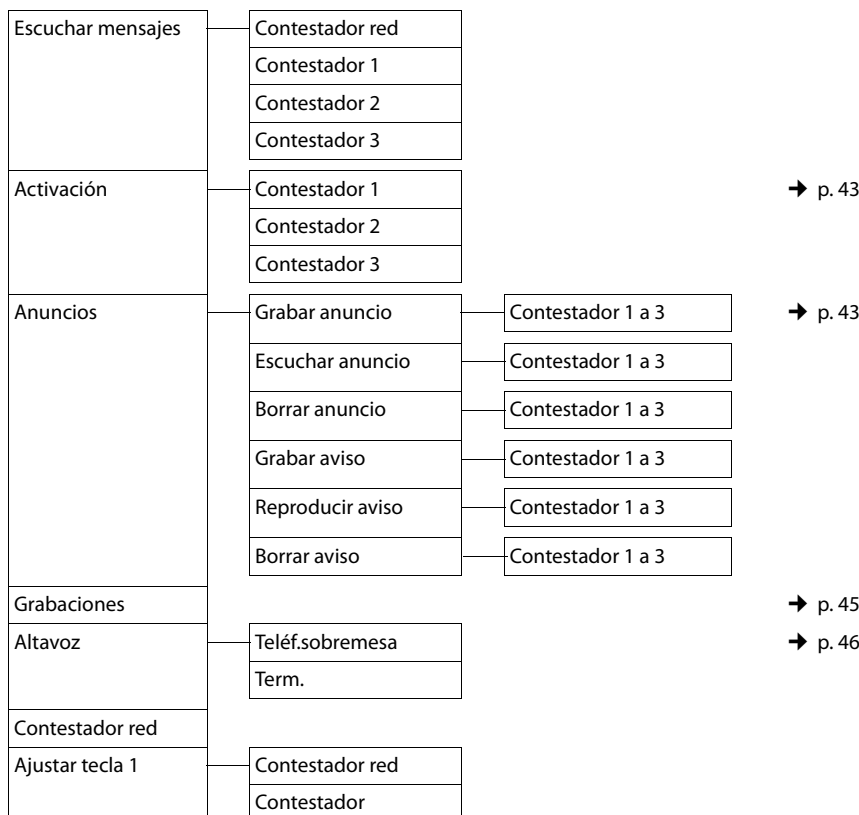 Escuchar mensajes Contestador red
Contestador 1
Contestador 2
Contestador 3
Activación Contestador 1 ➔ p. 43
Contestador 2
Contestador 3
Anuncios Grabar anuncio Contestador 1 a 3 ➔ p. 43
Escuchar anuncio Contestador 1 a 3
Borrar anuncio Contestador 1 a 3
Grabar aviso Contestador 1 a 3
Reproducir aviso Contestador 1 a 3
Borrar aviso Contestador 1 a 3
Grabaciones ➔ p. 45
Altavoz Teléf.sobremesa ➔ p. 46
Term.
Contestador red
Ajustar tecla 1 Contestador red
Contestador